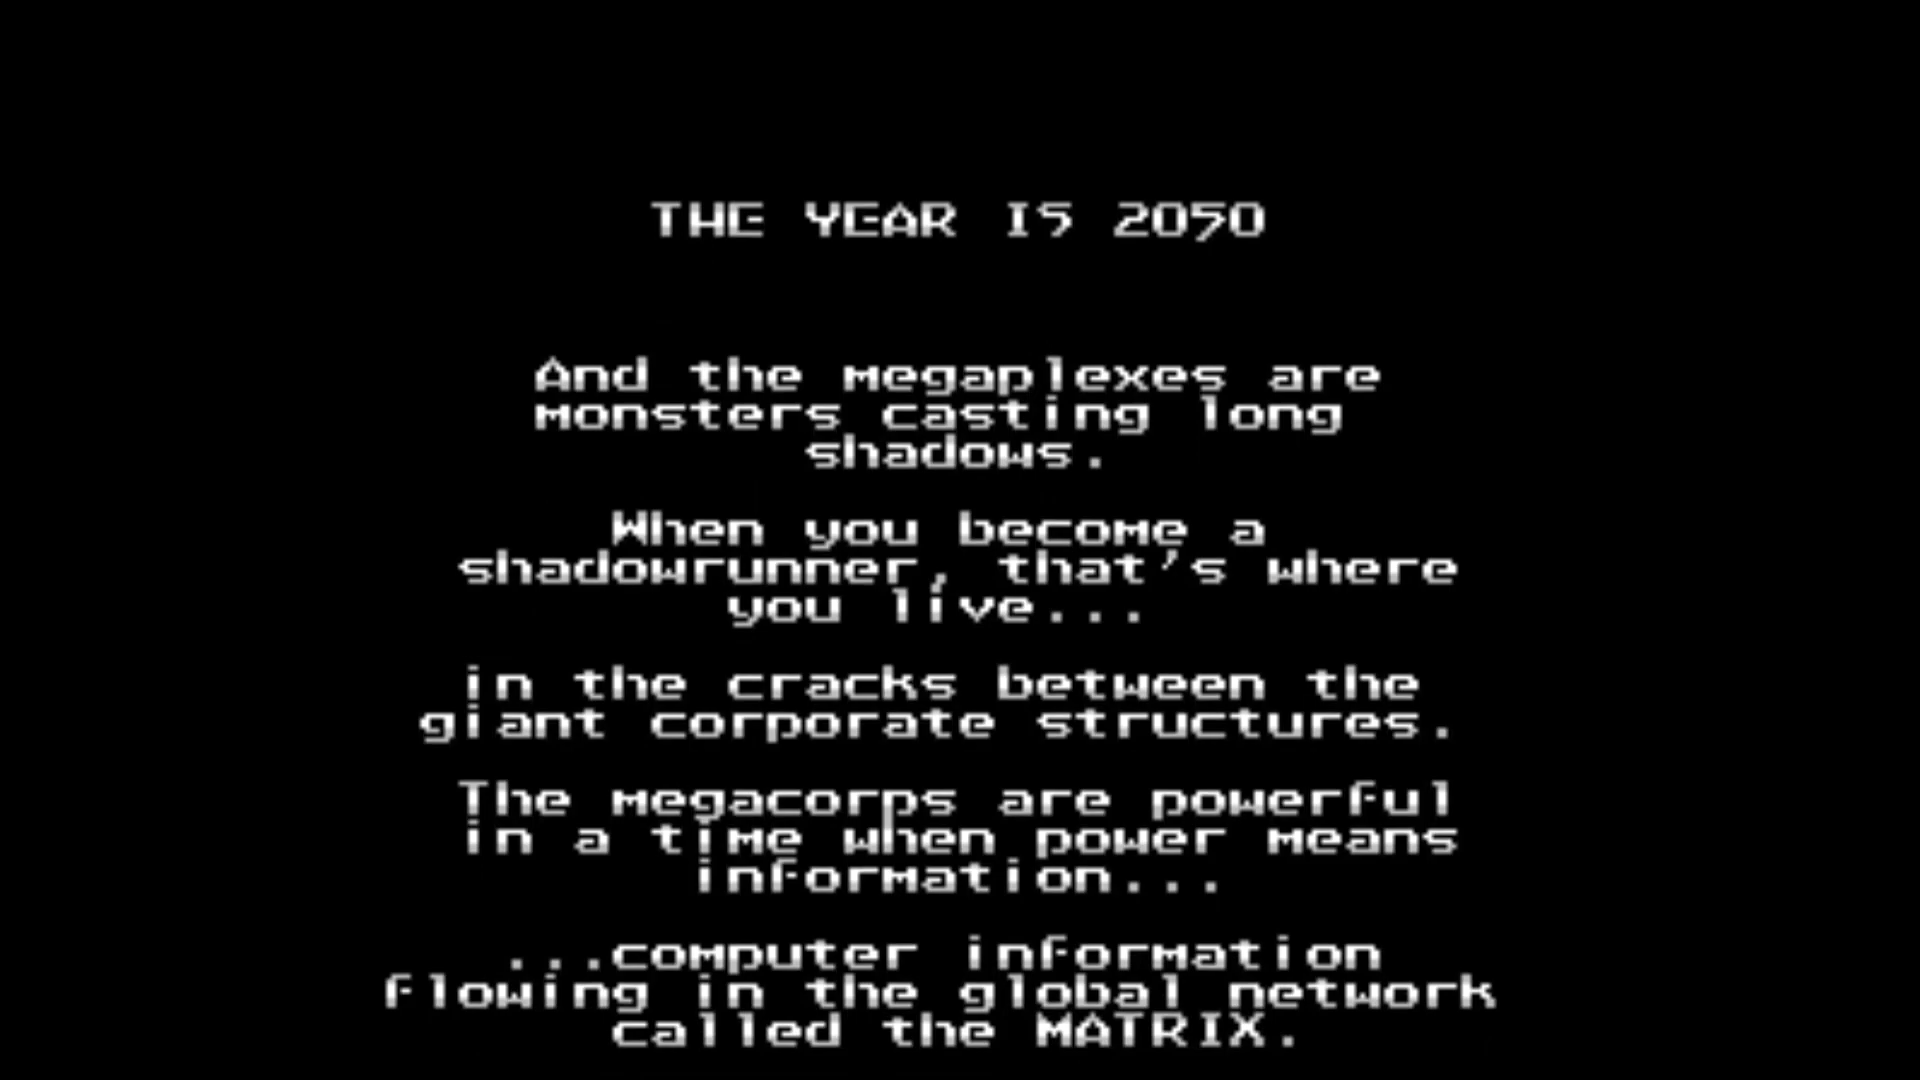 THE YEAR IS 2050
And the megaplexes are
monsters casting long
shadows.
When you become a
shadowrunner, that's where
you live...
in the cracks between the
giant corporate structures.
The megacorps are powerful
in a time when power means
information...
...computer information
flowing in the global network
called the MATRIX.